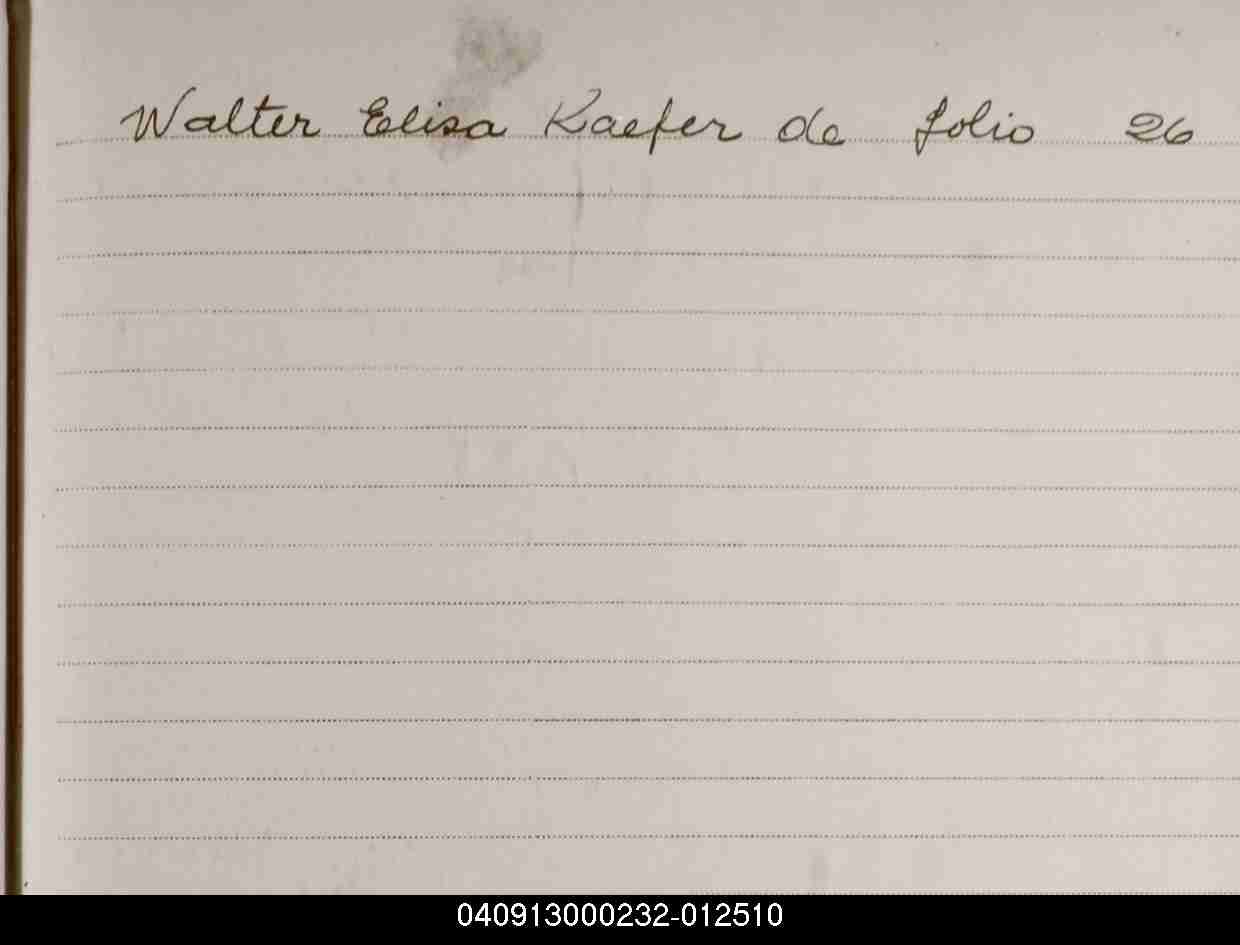 Walter Elisa Kaefer de folio 26
040913000232-012510